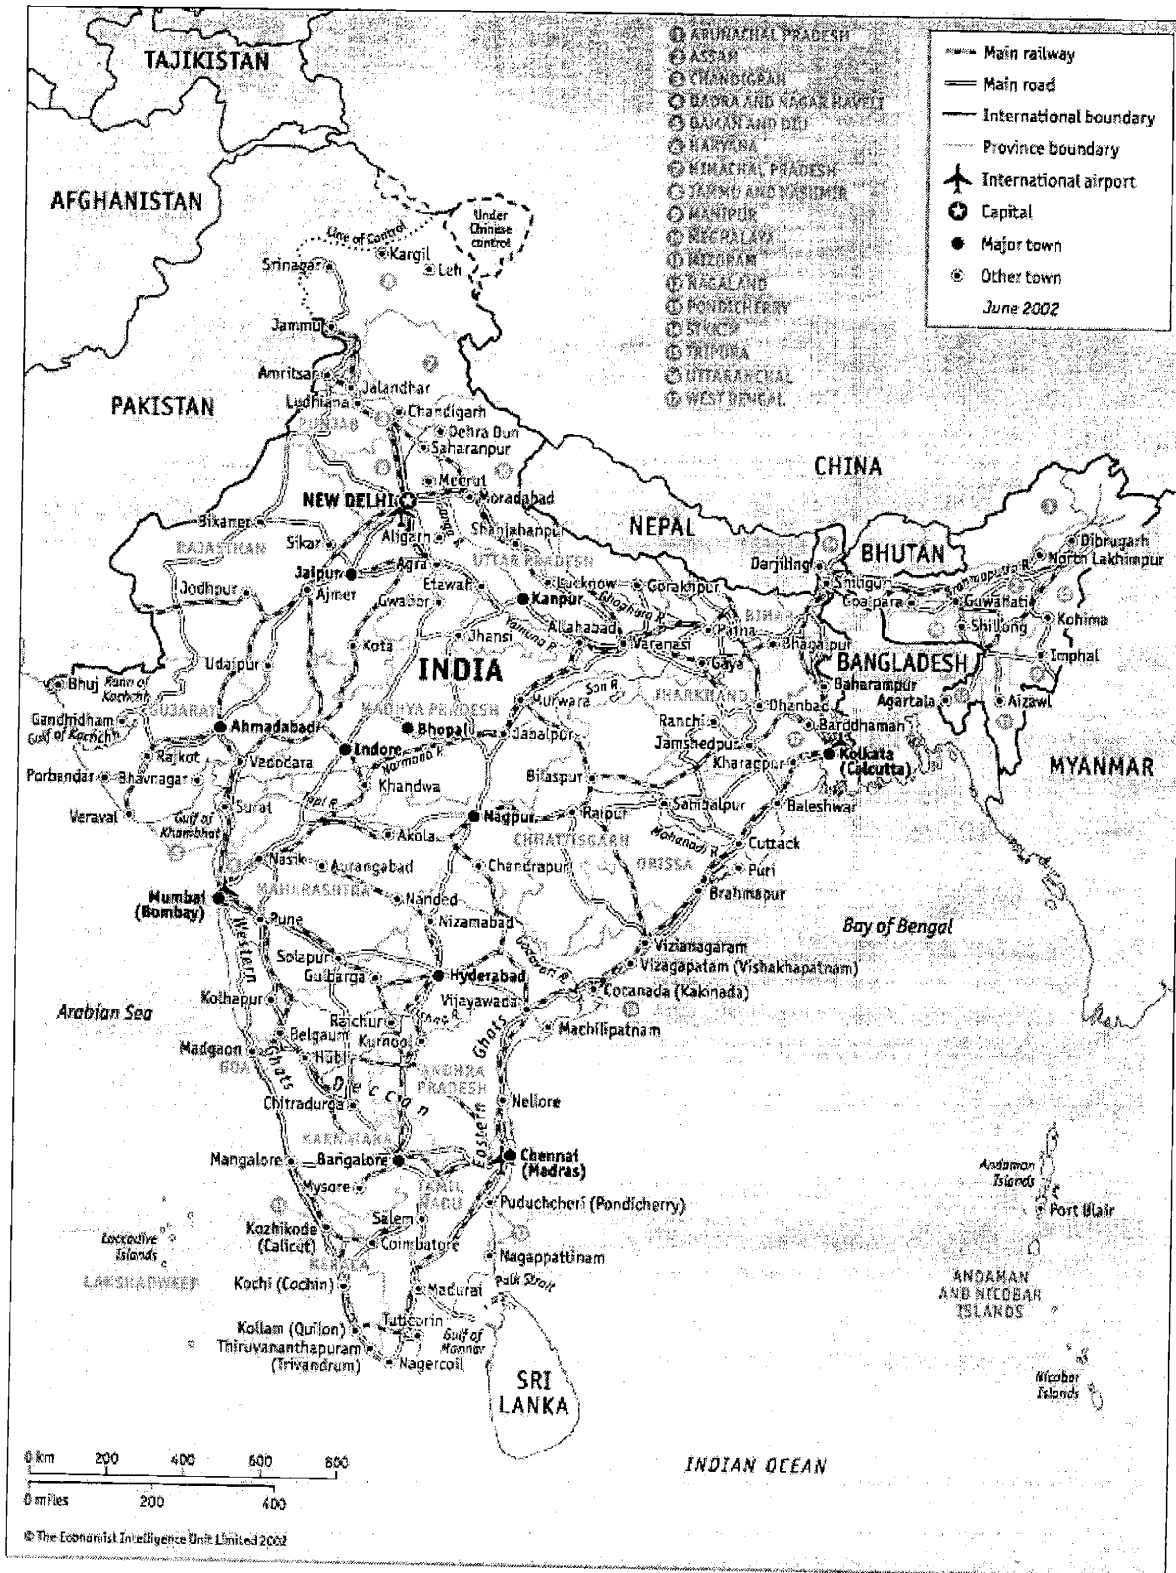 TAJIKISTAN
AFGHANISTAN
PAKISTAN
CHINA
NEPAL
BHUTAN
BANGLADESH
MYANMAR
INDIA
SRI
LANKA
ARUNACHAL PRADESH
ASSAM
CHANDIGRAH
DADRA AND NAGAR HAVELI
DAMAN AND DIU
HARYANA
HIMACHAL PRADESH
JAMMU AND KASHMIR
MANIPUR
MEGHALAYA
MIZORAM
NAGALAND
PONDICHERRY
SIKKIM
TRIPURA
UTTARANCHAL
WEST BENGAL
Main railway
Main road
International boundary
Province boundary
International airport
Capital
Major town
Other town
June 2002
Under
Chinese
control
Line of Control
Kargil
Srinagar
Leh
Jammu
Amritsar
Jalandhar
Ludhiana
Chandigarh
PUNJAB
Dehra Dun
Saharanpur
Meerut
NEW DELHI
Moradabad
Bikaner
Shahjahanpur
RAJASTHAN
Sikar
Aligarh
UTTAR PRADESH
Jaipur
Agra
Etawah
Lucknow
Gorakhpur
Darjiling
Siliguri
Dibrugarh
North Lakhimpur
Brahmaputra R.
Jodhpur
Ajmer
Gwalior
Kanpur
Ghaghara R.
Goalpara
Guwahati
BIHAR
Shillong
Kohima
Kota
Jhansi
Yamuna R.
Allahabad
Varanasi
Patna
Bhagalpur
Imphal
Udaipur
Gaya
Baharampur
Agartala
Aizawl
Bhuj
Rann of
Kachchh
GUJARAT
MADHYA PRADESH
Murwara
Son R.
JHARKHAND
Dhanbad
Gandhidham
Gulf of Kachchh
Ahmadabad
Bhopal
Jabalpur
Ranchi
Barddhaman
Rajkot
Vadodara
Indore
Narmada R.
Jamshedpur
Kharagpur
Kolkata
(Calcutta)
Porbandar
Bhavnagar
Khandwa
Bilaspur
Veraval
Surat
Tapi R.
Gulf of
Khambhat
Nagpur
Raipur
Sambalpur
Baleshwar
Akola
CHHATTISGARH
Mahanadi R.
Cuttack
Nasik
Aurangabad
Chandrapur
ORISSA
Puri
MAHARASHTRA
Mumbai
(Bombay)
Nanded
Brahmapur
Pune
Nizamabad
Bay of Bengal
Western
Ghats
Solapur
Godavari R.
Vizianagaram
Gulbarga
Hyderabad
Vizagapatam (Vishakhapatnam)
Kolhapur
Vijayawada
Cocanada (Kakinada)
Arabian Sea
Raichur
Machilipatnam
Belgaum
Kurnool
Madgaon
Hubli
GOA
ANDHRA
PRADESH
Deccan
Eastern
Ghats
Chitradurga
Nellore
KARNATAKA
Mangalore
Bangalore
Chennai
(Madras)
Mysore
TAMIL
NADU
Puduchcheri (Pondicherry)
Andaman
Islands
Port Blair
Kozhikode
(Calicut)
Salem
Coimbatore
Laccadive
Islands
Nagappattinam
LAKSHADWEEP
KERALA
Kochi (Cochin)
Madurai
Palk Strait
ANDAMAN
AND NICOBAR
ISLANDS
Kollam (Quilon)
Tuticorin
Thiruvananthapuram
(Trivandrum)
Gulf of
Mannar
Nagercoil
Nicobar
Islands
INDIAN OCEAN
0 km 200 400 600 800
0 miles 200 400
© The Economist Intelligence Unit Limited 2002